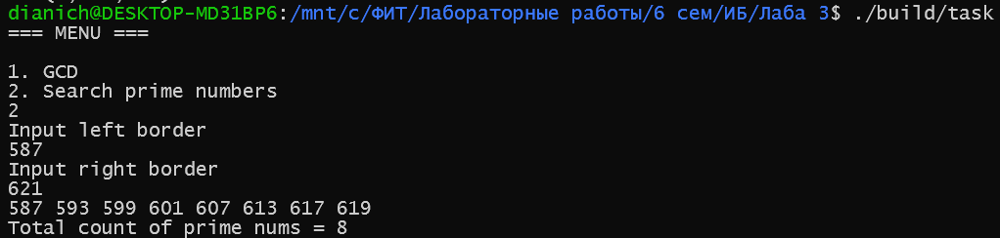 dianich@DESKTOP-MD31BP6:/mnt/c/ФИТ/Лабораторные работы/6 сем/ИБ/Лаба 3$ ./build/task
=== MENU ===
1. GCD
2. Search prime numbers
2
Input left border
587
Input right border
621
587 593 599 601 607 613 617 619
Total count of prime nums = 8